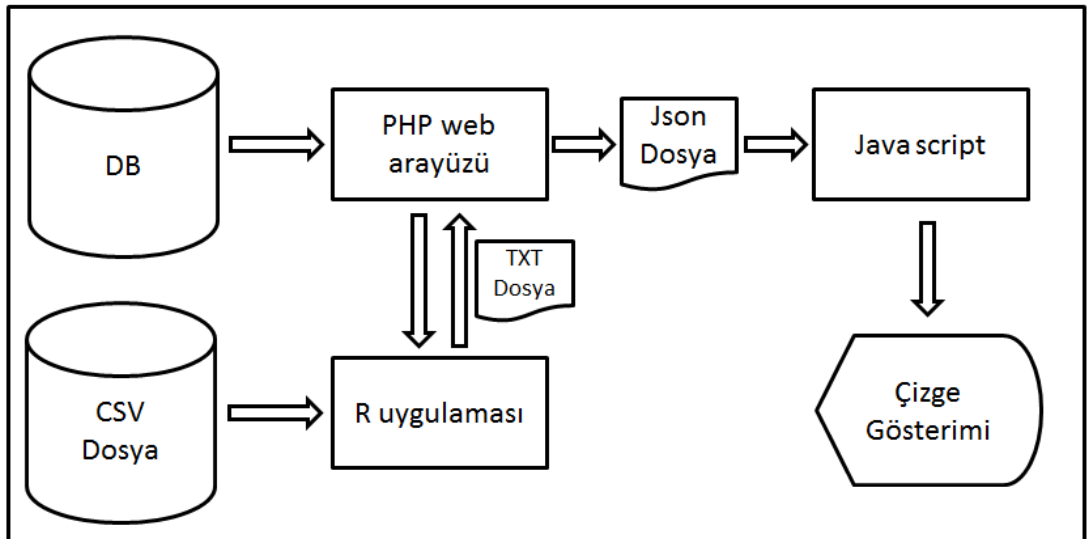 DB
PHP web
arayüzü
Json
Dosya
Java script
TXT
Dosya
CSV
Dosya
R uygulaması
Çizge
Gösterimi